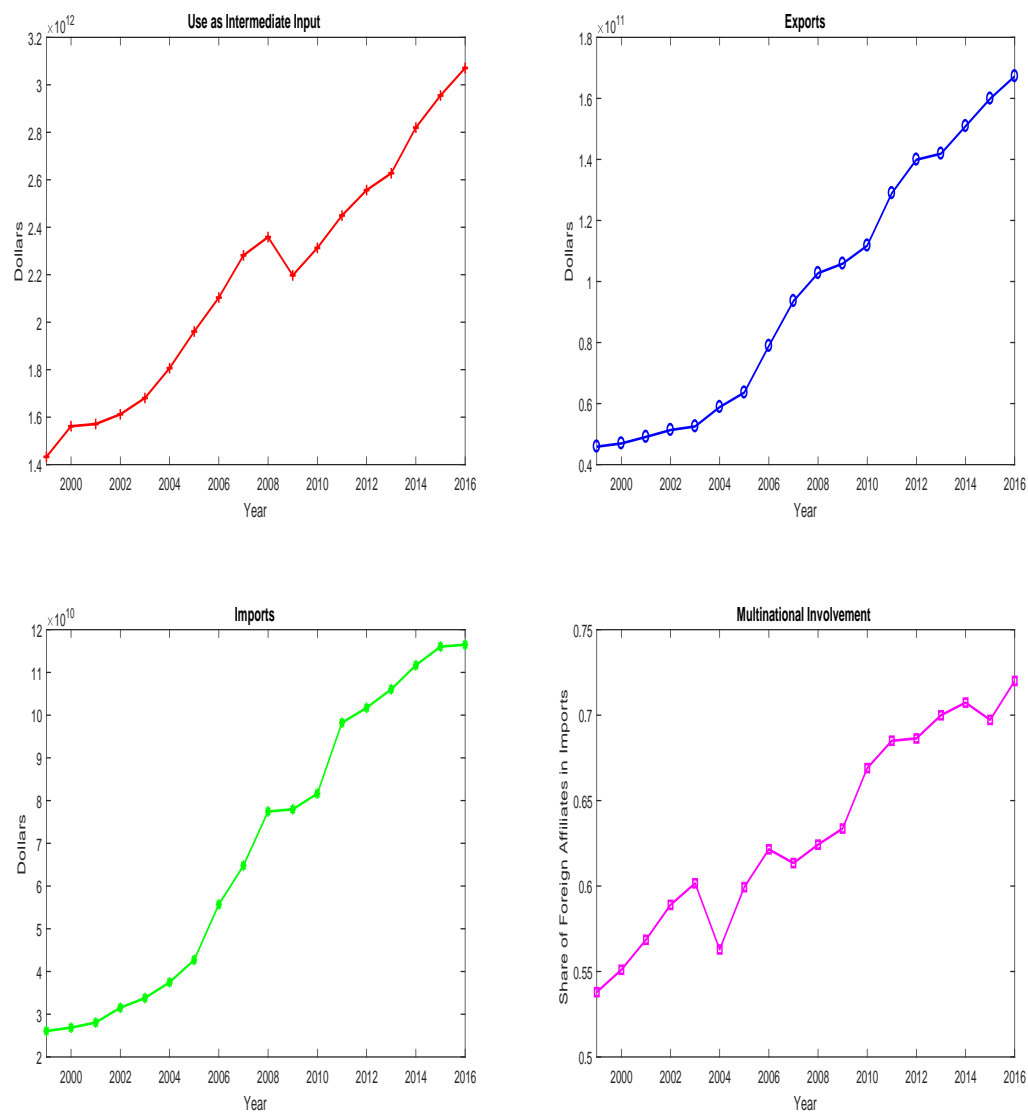 Use as Intermediate Input
×10^12
3.2
3
2.8
2.6
2.4
2.2
2
1.8
1.6
1.4
Dollars
2000 2002 2004 2006 2008 2010 2012 2014 2016
Year
Exports
×10^11
1.8
1.6
1.4
1.2
1
0.8
0.6
0.4
Dollars
2000 2002 2004 2006 2008 2010 2012 2014 2016
Year
Imports
×10^10
12
11
10
9
8
7
6
5
4
3
2
Dollars
2000 2002 2004 2006 2008 2010 2012 2014 2016
Year
Multinational Involvement
0.75
0.7
0.65
0.6
0.55
0.5
Share of Foreign Affiliates in Imports
2000 2002 2004 2006 2008 2010 2012 2014 2016
Year